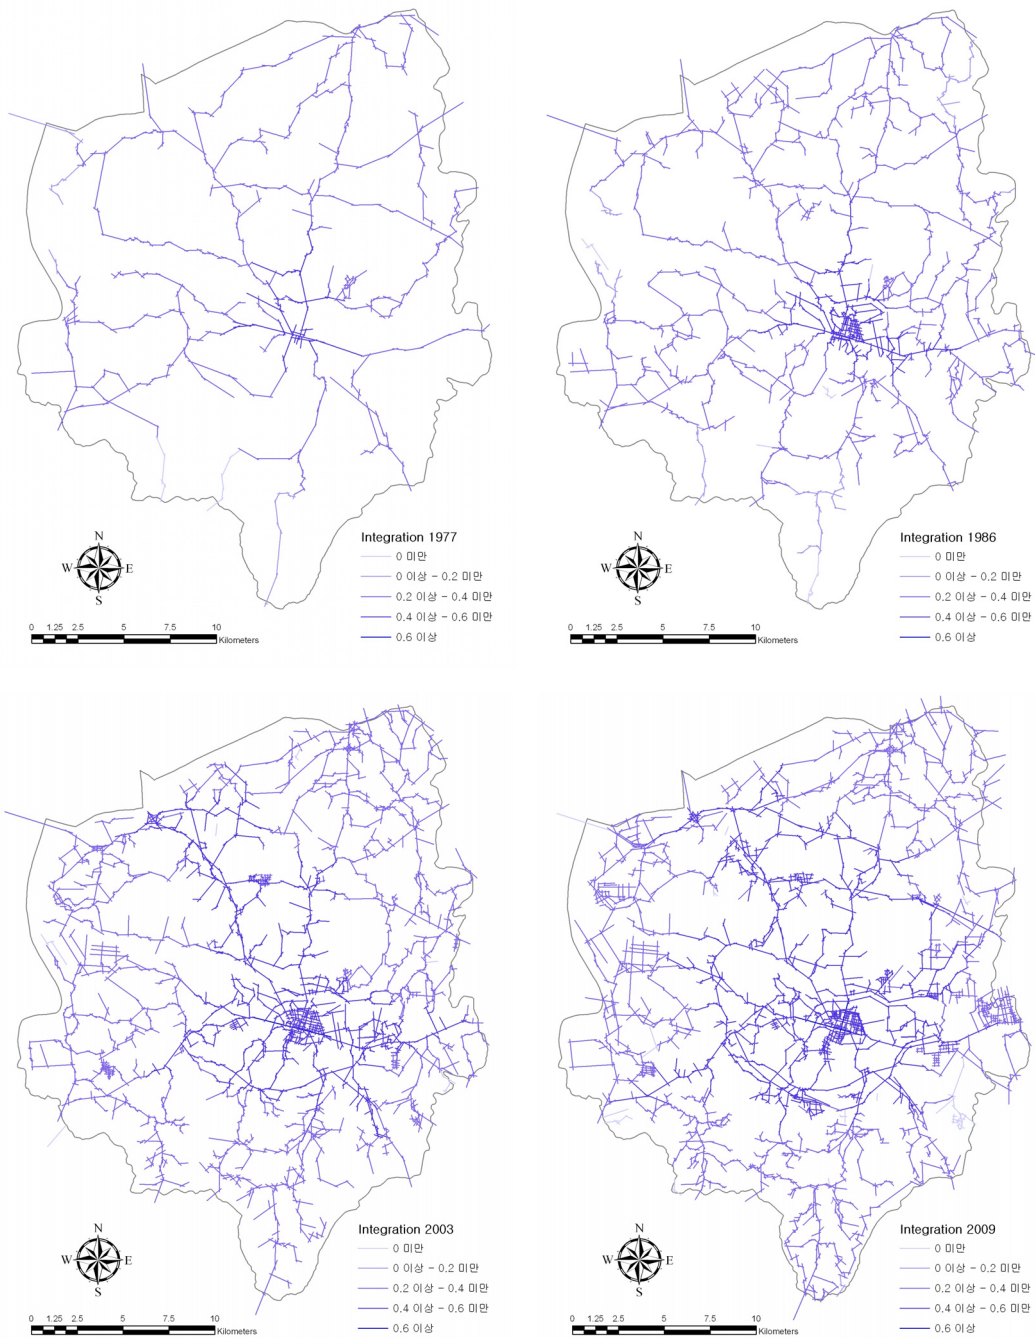 N
W E
S
0 1.25 2.5 5 7.5 10
Kilometers
Integration 1977
0 미만
0 이상 - 0.2 미만
0.2 이상 - 0.4 미만
0.4 이상 - 0.6 미만
0.6 이상
N
W E
S
0 1.25 2.5 5 7.5 10
Kilometers
Integration 1986
0 미만
0 이상 - 0.2 미만
0.2 이상 - 0.4 미만
0.4 이상 - 0.6 미만
0.6 이상
N
W E
S
0 1.25 2.5 5 7.5 10
Kilometers
Integration 2003
0 미만
0 이상 - 0.2 미만
0.2 이상 - 0.4 미만
0.4 이상 - 0.6 미만
0.6 이상
N
W E
S
0 1.25 2.5 5 7.5 10
Kilometers
Integration 2009
0 미만
0 이상 - 0.2 미만
0.2 이상 - 0.4 미만
0.4 이상 - 0.6 미만
0.6 이상